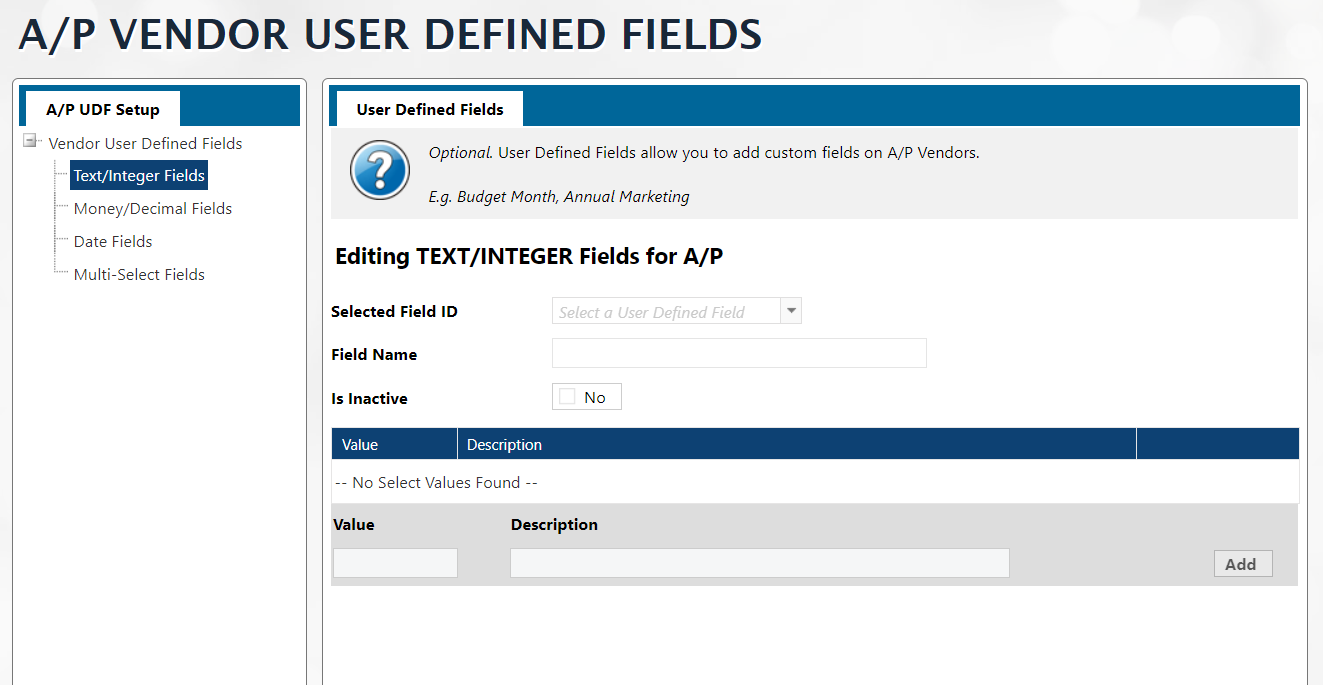 A/P VENDOR USER DEFINED FIELDS
A/P UDF Setup
Vendor User Defined Fields
Text/Integer Fields
Money/Decimal Fields
Date Fields
Multi-Select Fields
User Defined Fields
?
Optional. User Defined Fields allow you to add custom fields on A/P Vendors.
E.g. Budget Month, Annual Marketing
Editing TEXT/INTEGER Fields for A/P
Selected Field ID Select a User Defined Field
Field Name
Is Inactive No
Value Description
-- No Select Values Found --
Value Description
Add